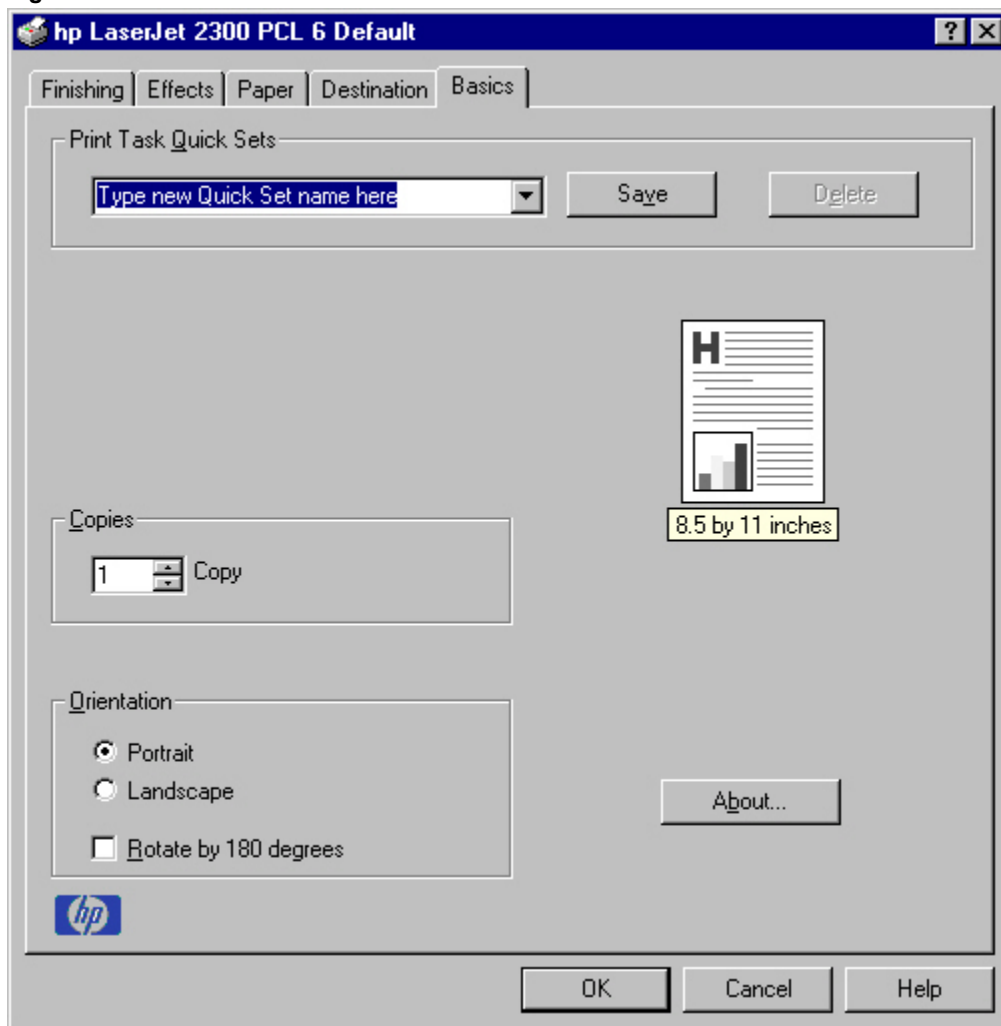 hp LaserJet 2300 PCL 6 Default
Finishing Effects Paper Destination Basics
Print Task Quick Sets
Type new Quick Set name here Save Delete
H
8.5 by 11 inches
Copies
1 Copy
Orientation
Portrait
Landscape
About...
Rotate by 180 degrees
hp
OK Cancel Help